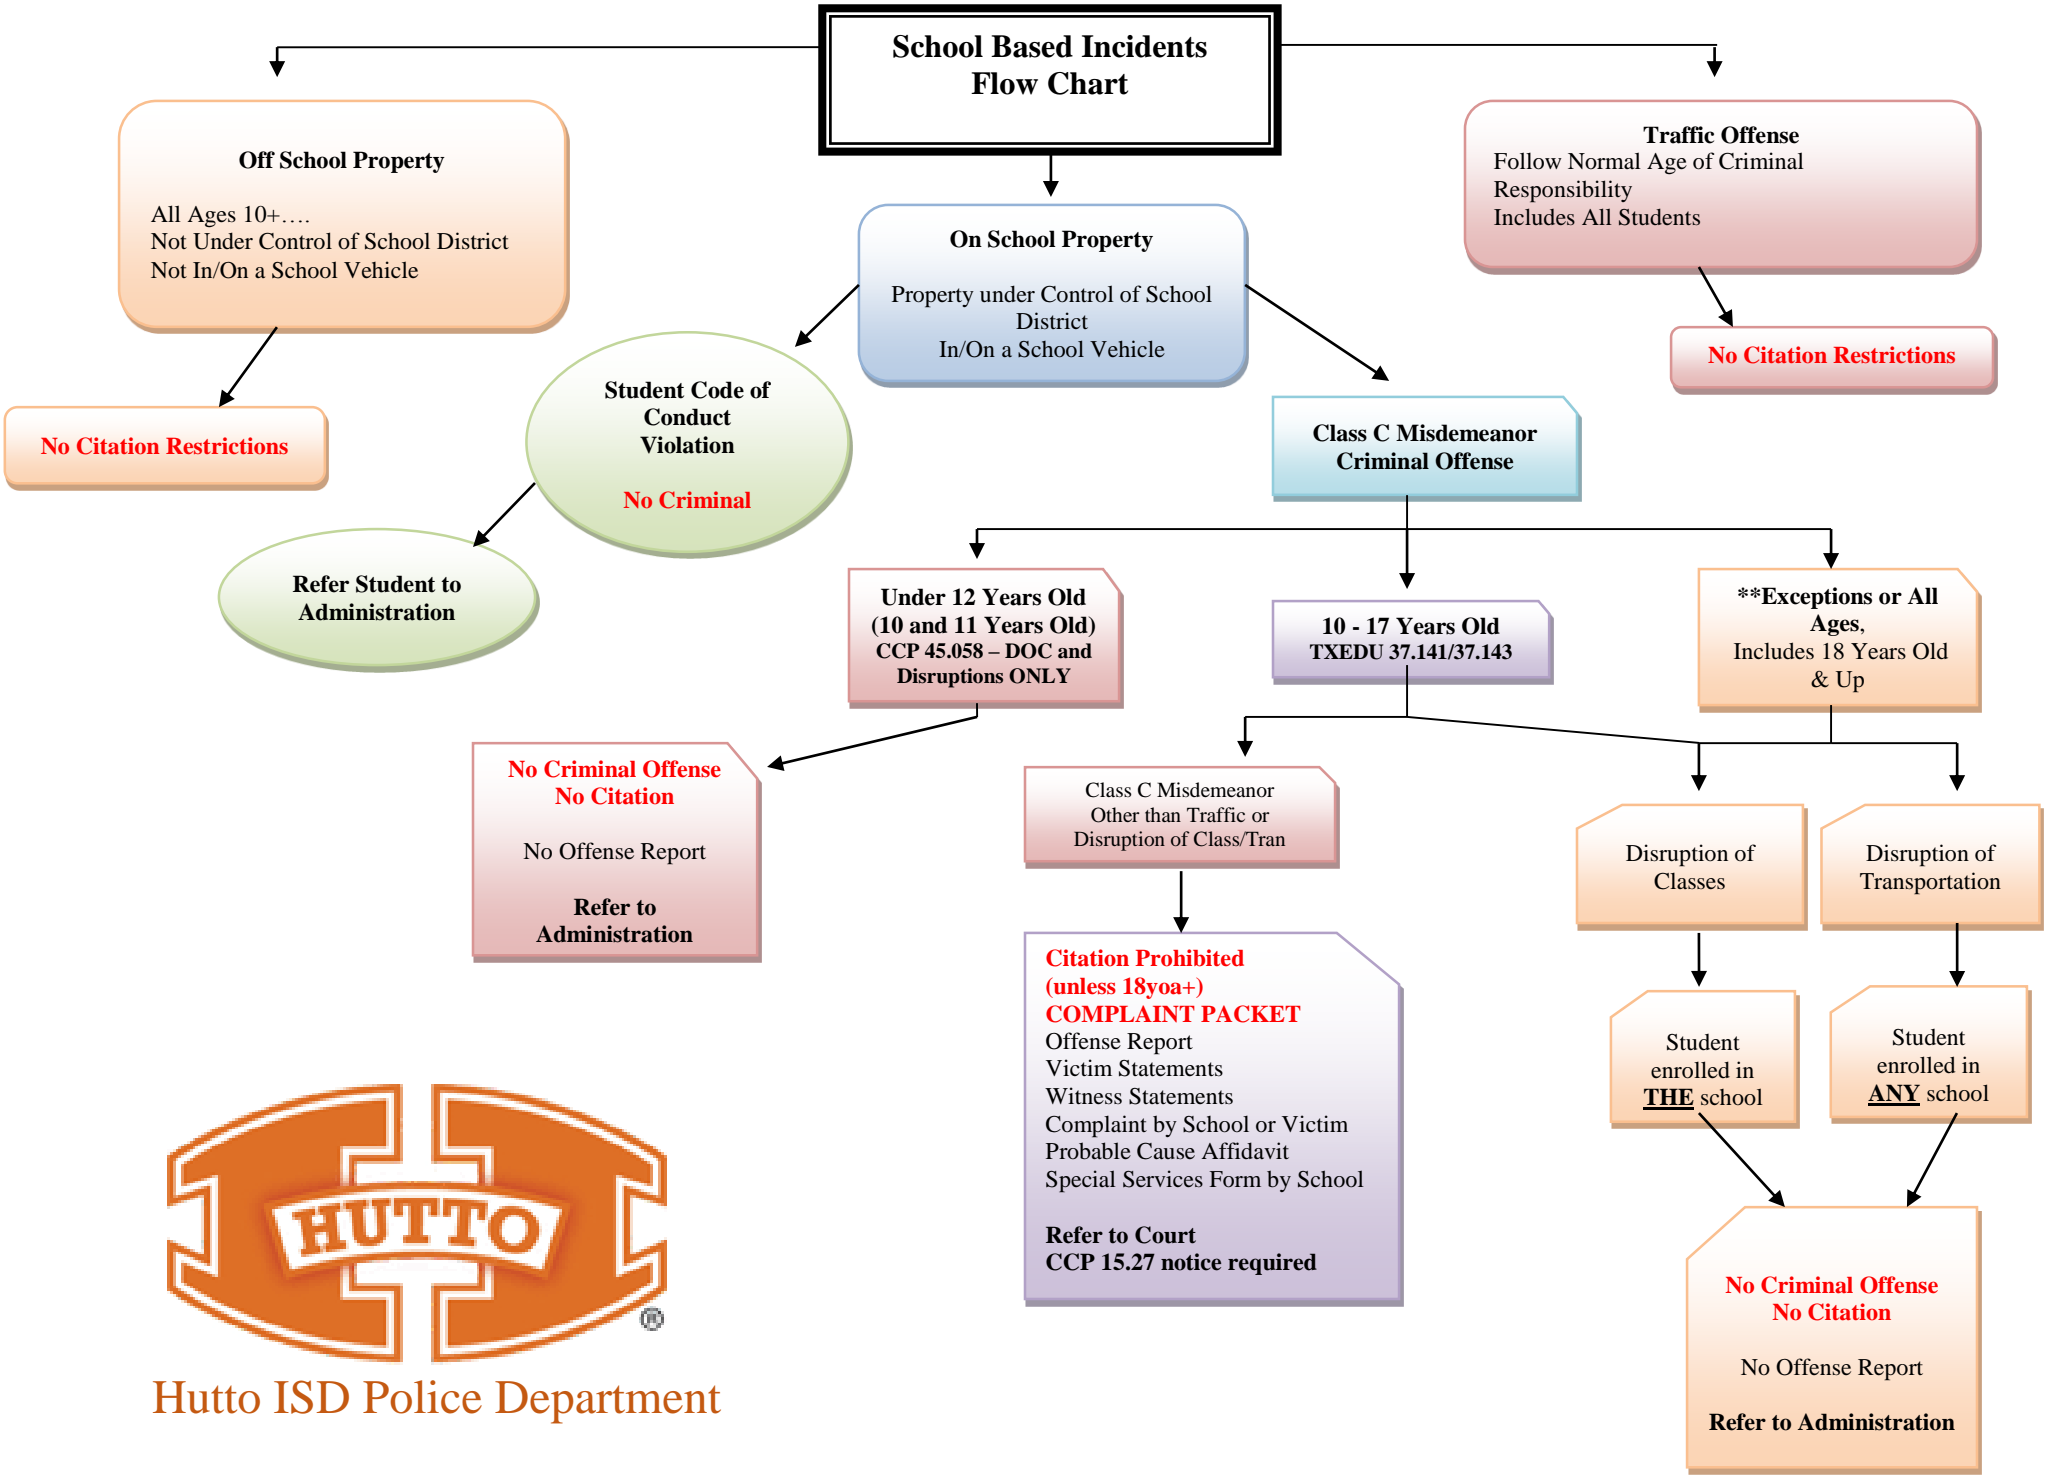 School Based Incidents
Flow Chart
Off School Property
All Ages 10+….
Not Under Control of School District
Not In/On a School Vehicle
No Citation Restrictions
On School Property
Property under Control of School
District
In/On a School Vehicle
Traffic Offense
Follow Normal Age of Criminal
Responsibility
Includes All Students
No Citation Restrictions
Student Code of
Conduct
Violation
No Criminal
Refer Student to
Administration
Class C Misdemeanor
Criminal Offense
Under 12 Years Old
(10 and 11 Years Old)
CCP 45.058 – DOC and
Disruptions ONLY
No Criminal Offense
No Citation
No Offense Report
Refer to
Administration
10 - 17 Years Old
TXEDU 37.141/37.143
Class C Misdemeanor
Other than Traffic or
Disruption of Class/Tran
Citation Prohibited
(unless 18yoa+)
COMPLAINT PACKET
Offense Report
Victim Statements
Witness Statements
Complaint by School or Victim
Probable Cause Affidavit
Special Services Form by School
Refer to Court
CCP 15.27 notice required
**Exceptions or All
Ages,
Includes 18 Years Old
& Up
Disruption of
Classes
Disruption of
Transportation
Student
enrolled in
THE school
Student
enrolled in
ANY school
No Criminal Offense
No Citation
No Offense Report
Refer to Administration
HUTTO
®
Hutto ISD Police Department